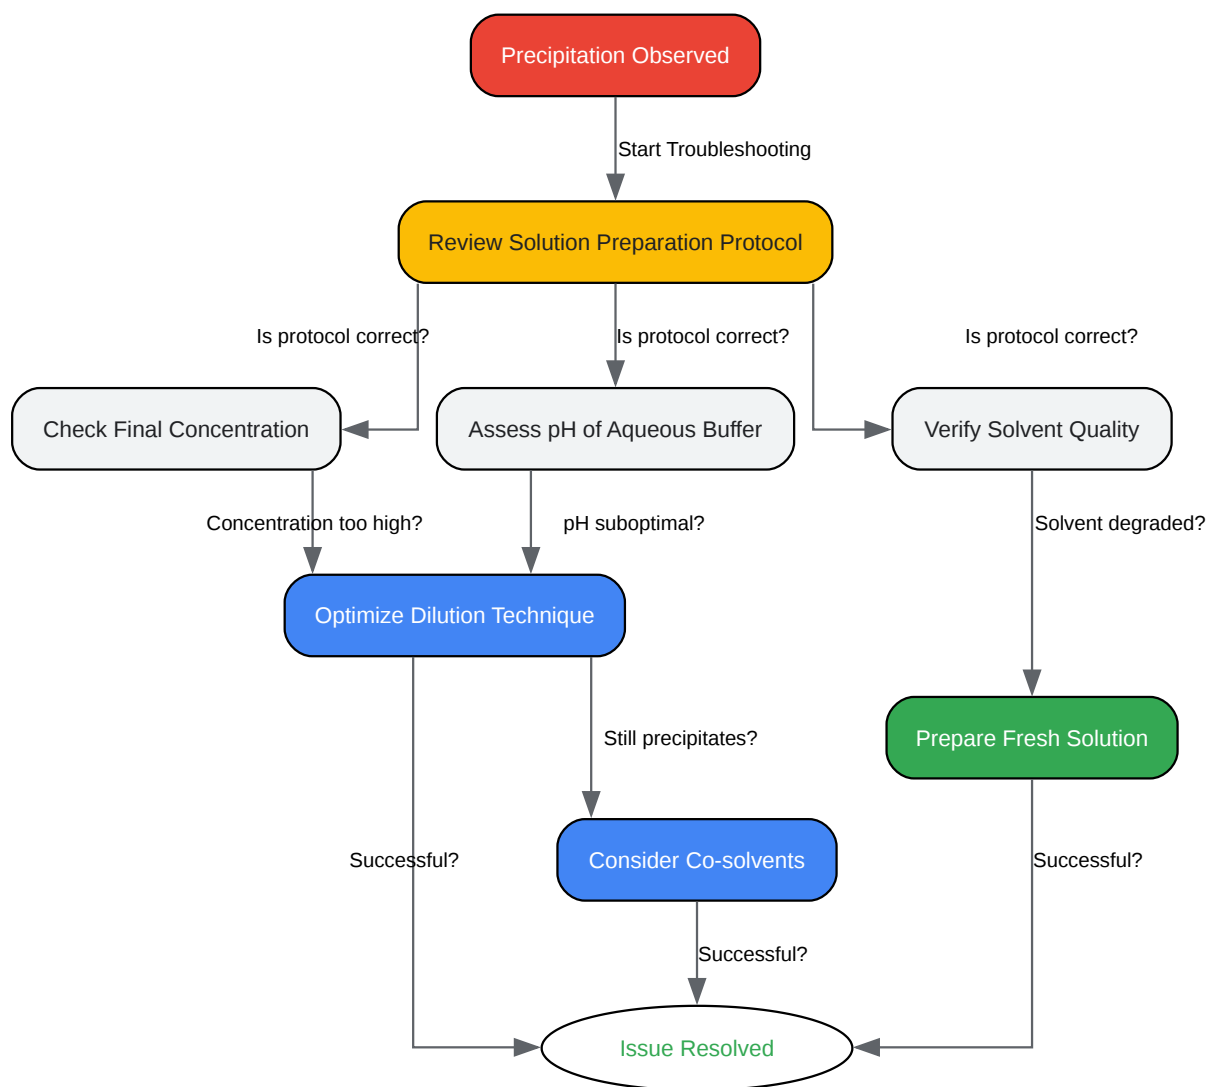 Precipitation Observed
Start Troubleshooting
Review Solution Preparation Protocol
Is protocol correct?
Is protocol correct?
Is protocol correct?
Check Final Concentration
Assess pH of Aqueous Buffer
Verify Solvent Quality
Concentration too high?
pH suboptimal?
Solvent degraded?
Optimize Dilution Technique
Still precipitates?
Prepare Fresh Solution
Successful?
Consider Co-solvents
Successful?
Successful?
Issue Resolved